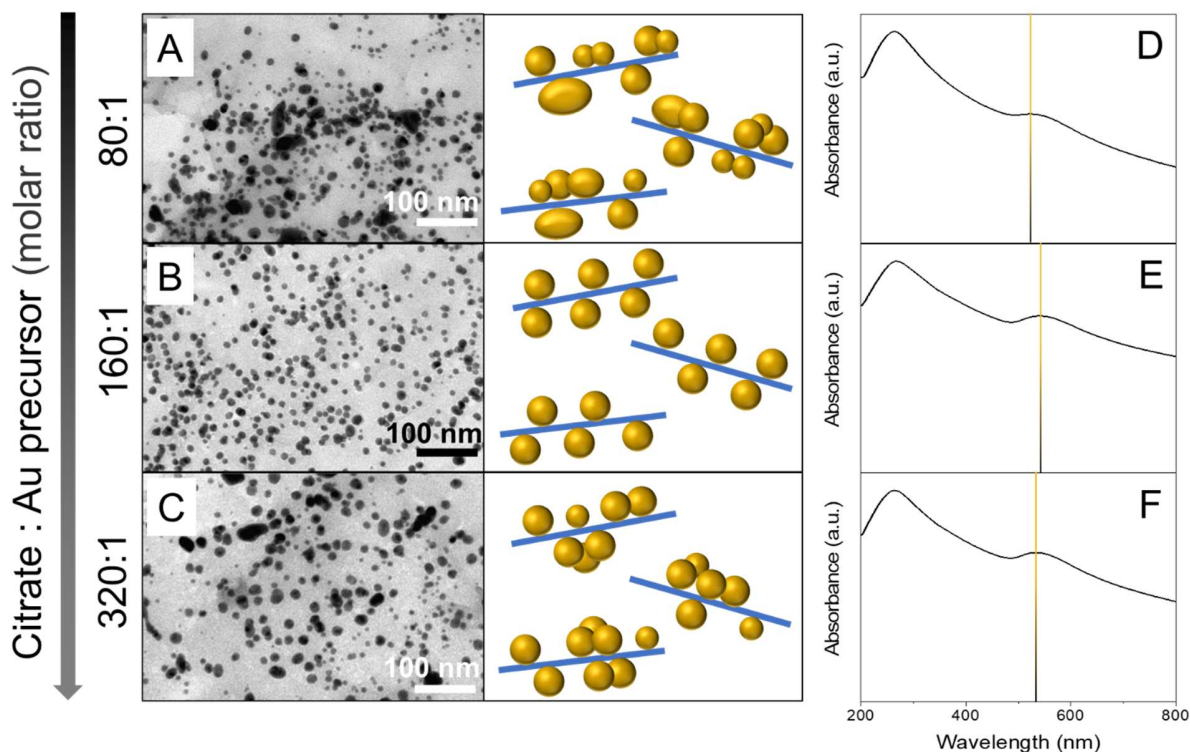 Citrate : Au precursor (molar ratio)
80:1
A
100 nm
D
Absorbance (a.u.)
160:1
B
100 nm
E
Absorbance (a.u.)
320:1
C
100 nm
F
Absorbance (a.u.)
200 400 600 800
Wavelength (nm)